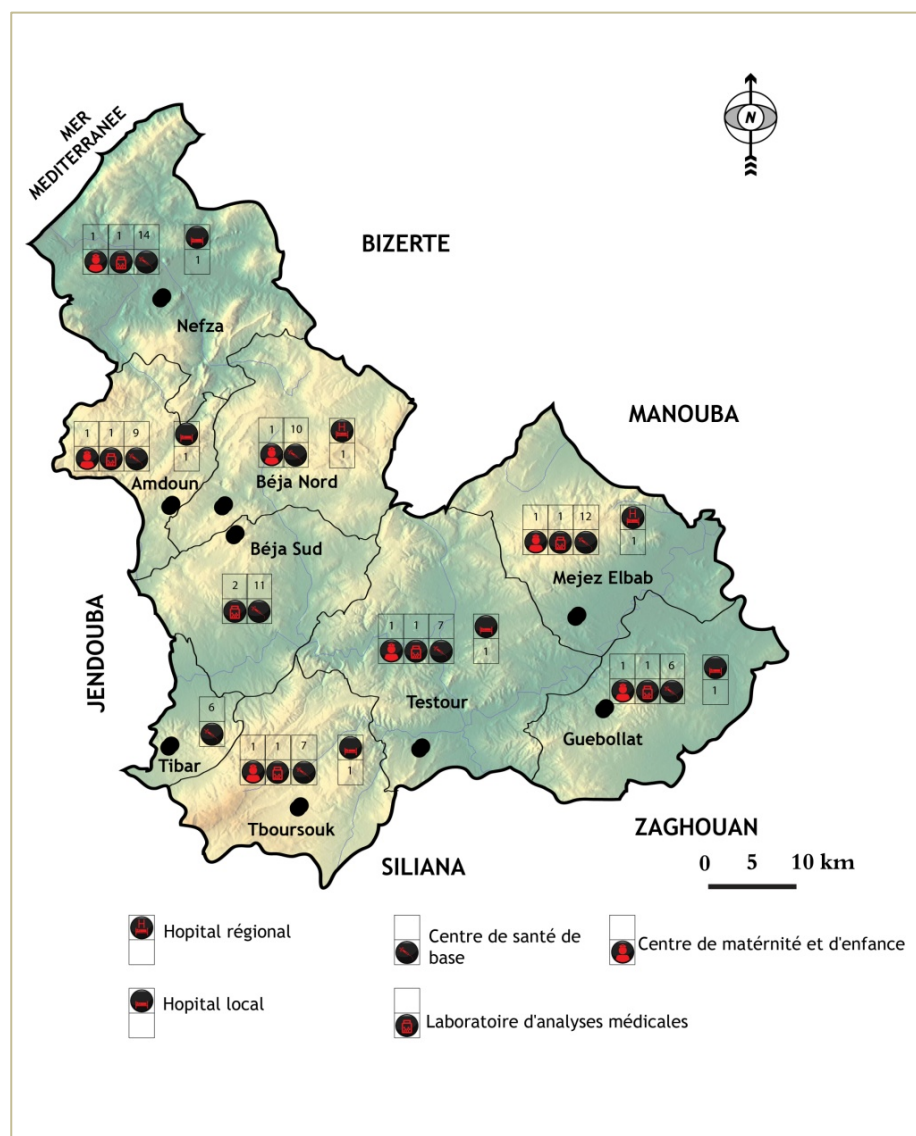 MER
MEDITERRANEE
N
BIZERTE
1 1 14
1
Nefza
MANOUBA
1 1 9
1
Amdoun
1 10
H
1
Béja Nord
1 1 12
H
1
Mejez Elbab
Béja Sud
2 11
JENDOUBA
1 1 7
1
Testour
1 1 6
1
Guebollat
6
Tibar
1 1 7
1
Tboursouk
ZAGHOUAN
SILIANA
0 5 10 km
H
Hopital régional
Centre de santé de
base
Centre de matérnité et d'enfance
Hopital local
Laboratoire d'analyses médicales